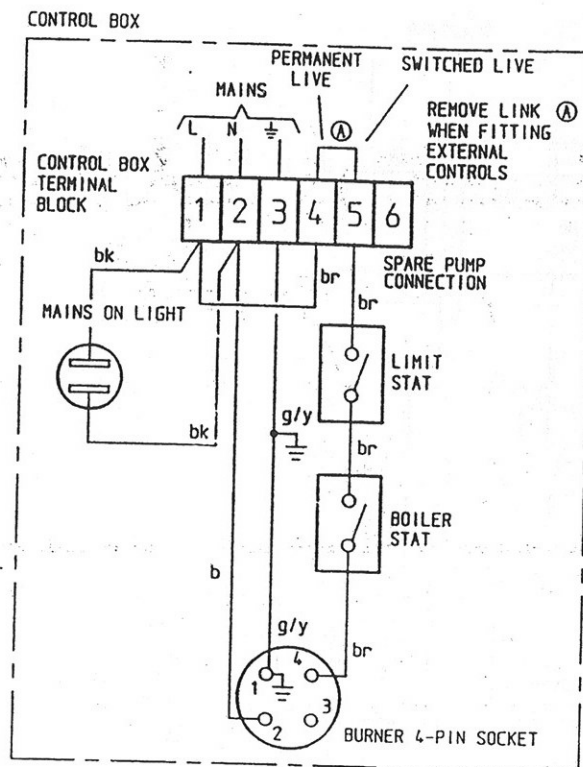 CONTROL BOX
PERMANENT
LIVE
SWITCHED LIVE
MAINS
L N
A
REMOVE LINK A
WHEN FITTING
EXTERNAL
CONTROLS
CONTROL BOX
TERMINAL
BLOCK
1 2 3 4 5 6
bk
br
SPARE PUMP
CONNECTION
MAINS ON LIGHT
br
LIMIT
STAT
g/y
bk
br
BOILER
STAT
b
g/y
br
1 4
2 3
BURNER 4-PIN SOCKET